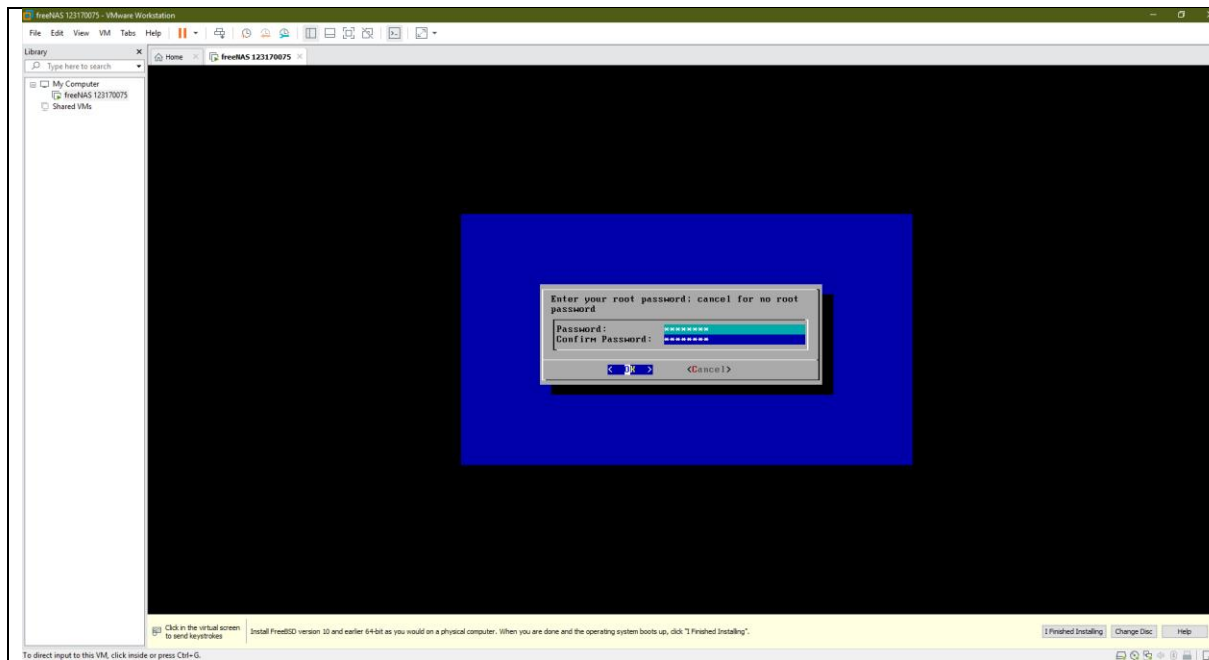 freeNAS 123170075 - VMware Workstation
File Edit View VM Tabs Help
Library
Home
freeNAS 123170075
Type here to search
My Computer
freeNAS 123170075
Shared VMs
Enter your root password; cancel for no root
password
Password: ********
Confirm Password: ********
< OK > <Cancel>
Click in the virtual screen
to send keystrokes
Install FreeBSD version 10 and earlier 64-bit as you would on a physical computer. When you are done and the operating system boots up, click "I Finished Installing".
I Finished Installing
Change Disc
Help
To direct input to this VM, click inside or press Ctrl+G.